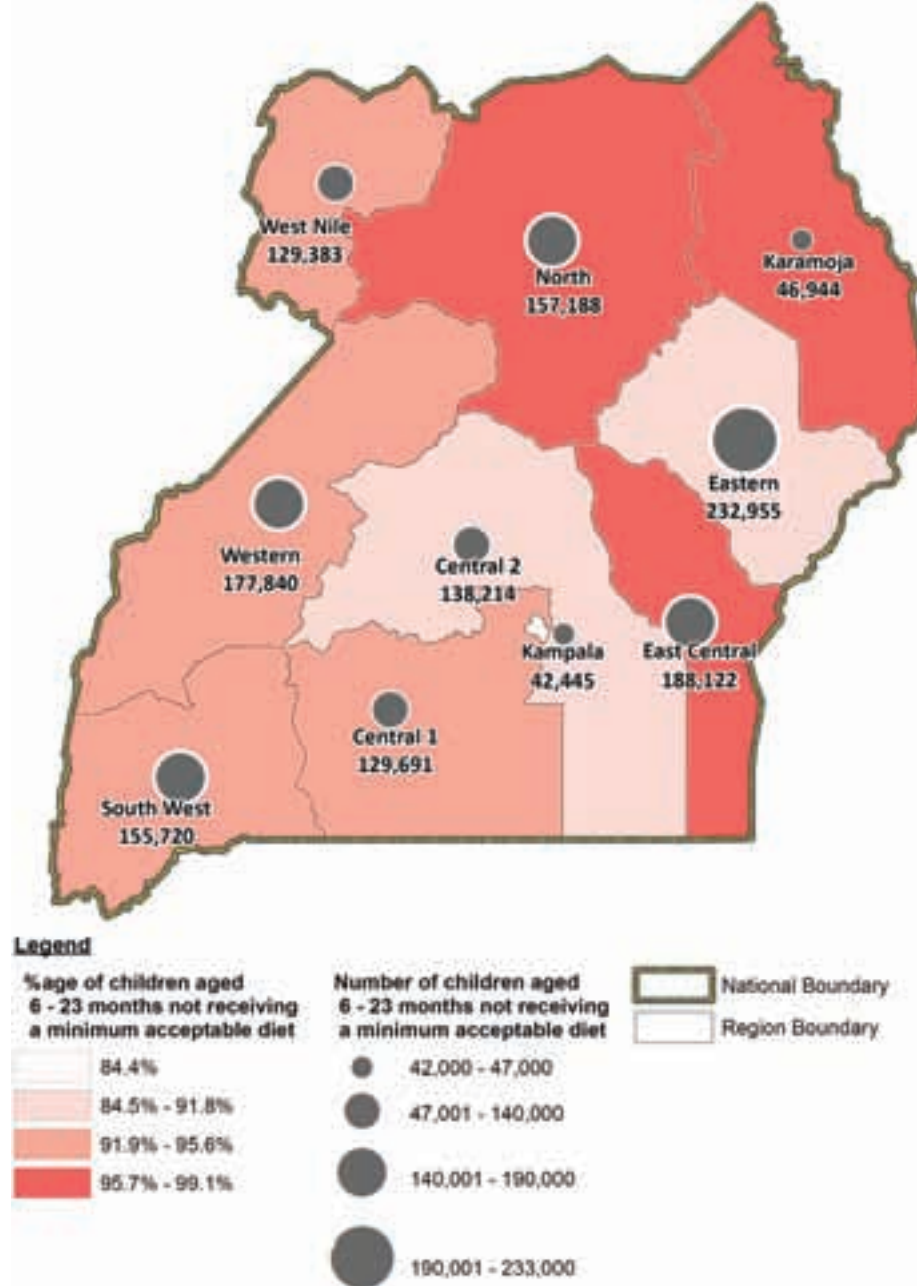 West Nile
129,383
North
157,188
Karamoja
46,944
Eastern
232,955
Western
177,840
Central 2
138,214
Kampala
42,445
East Central
188,122
Central 1
129,691
South West
155,720
Legend
%age of children aged
6 - 23 months not receiving
a minimum acceptable diet
84.4%
84.5% - 91.8%
91.9% - 95.6%
95.7% - 99.1%
Number of children aged
6 - 23 months not receiving
a minimum acceptable diet
42,000 - 47,000
47,001 - 140,000
140,001 - 190,000
190,001 - 233,000
National Boundary
Region Boundary